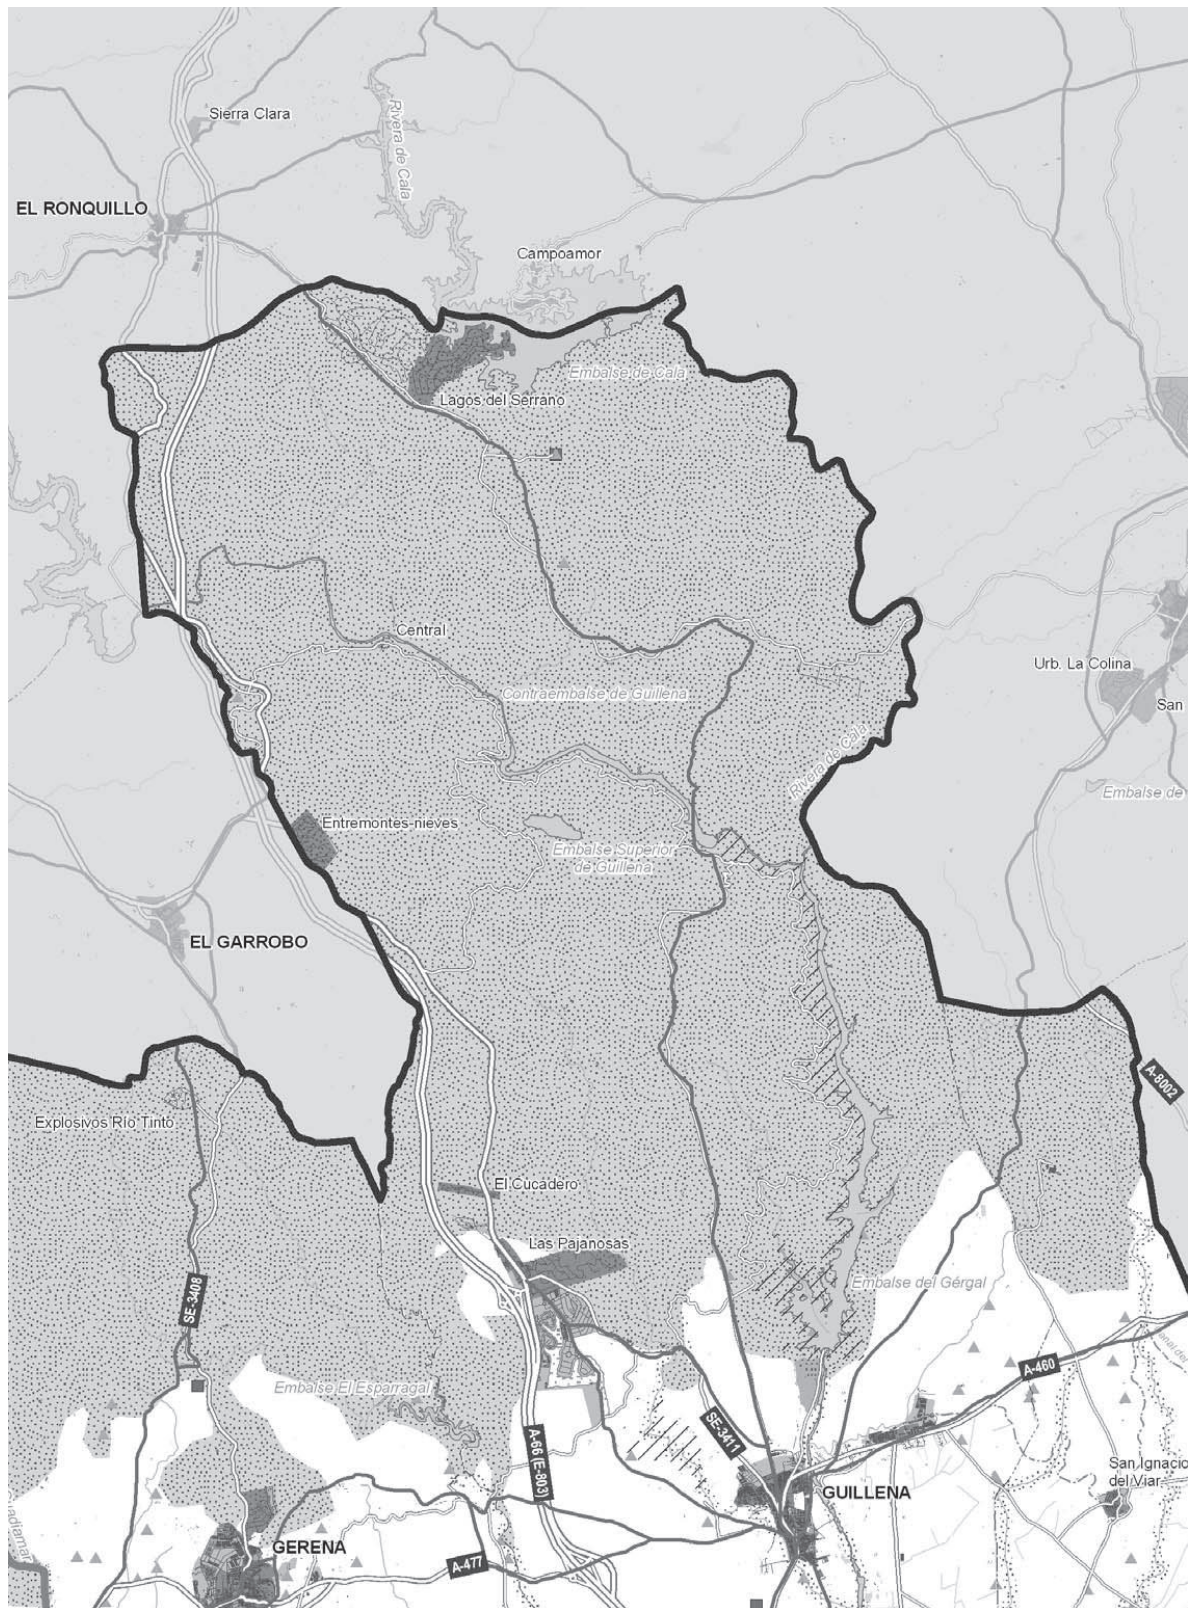 Sierra Clara
Rivera de Cala
EL RONQUILLO
Campoamor
Embalse de Cala
Lagos del Serrano
Central
Urb. La Colina
Contraembalse de Guillena
San
Rivera de Cala
Embalse de
Entremontes-nieves
Embalse Superior
de Guillena
EL GARROBO
A-8002
Explosivos Río Tinto
El Cucadero
Las Pajanosas
Embalse del Gérgal
SE-3408
A-460
Embalse El Esparragal
SE-3411
A-66 (E-803)
San Ignacio
del Viar
GUILLENA
GERENA
A-477